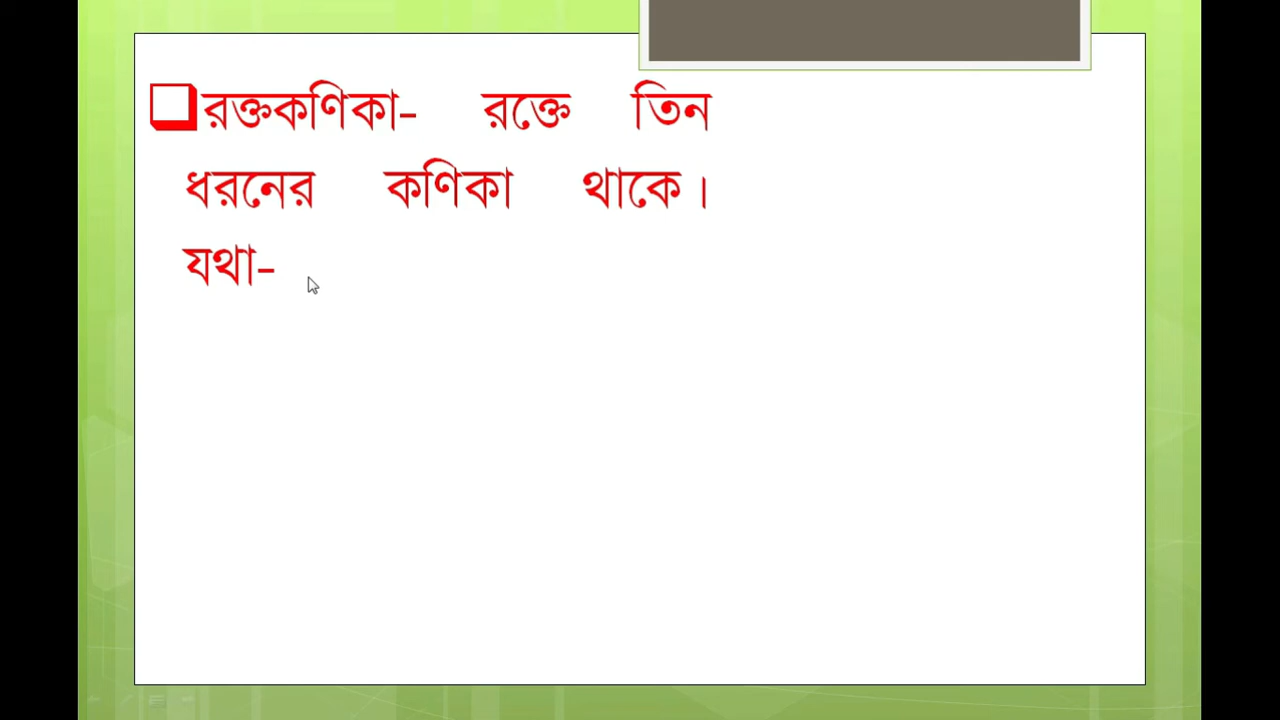 রক্তকণিকা- রক্তে তিন
ধরনের কণিকা থাকে।
যথা-